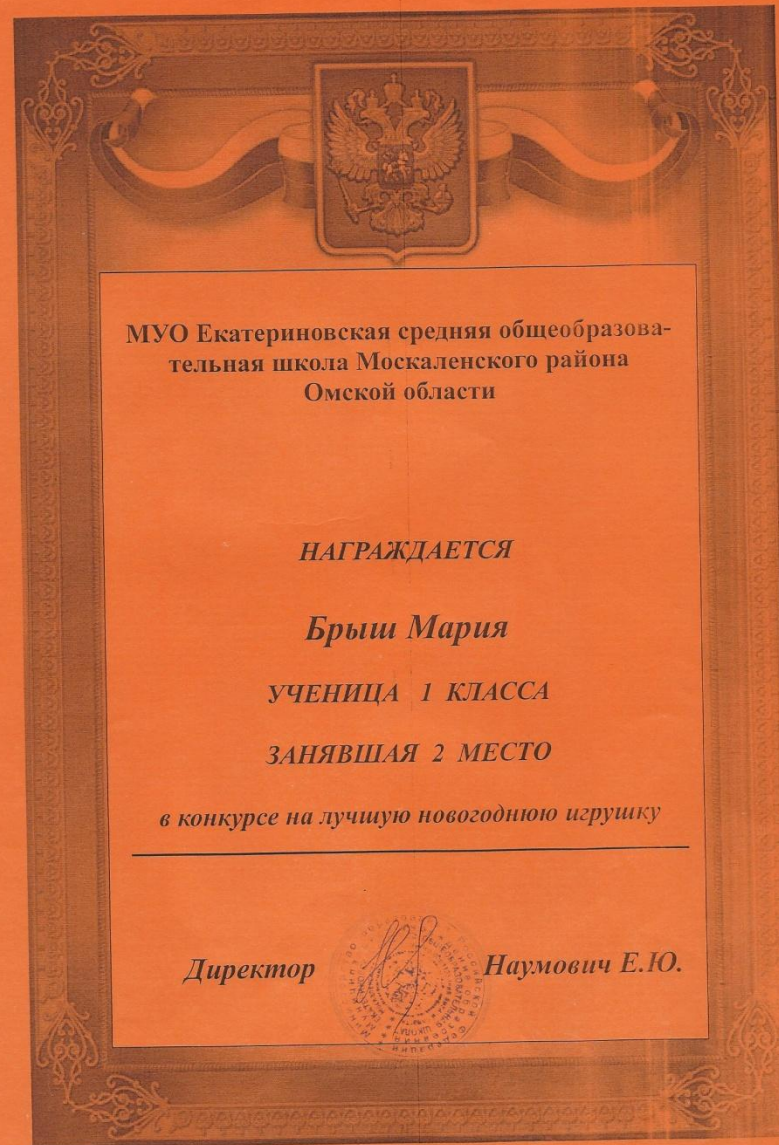 МУО Екатериновская средняя общеобразова-
тельная школа Москаленского района
Омской области
НАГРАЖДАЕТСЯ
Брыш Мария
УЧЕНИЦА 1 КЛАССА
ЗАНЯВШАЯ 2 МЕСТО
в конкурсе на лучшую новогоднюю игрушку
Директор Наумович Е.Ю.